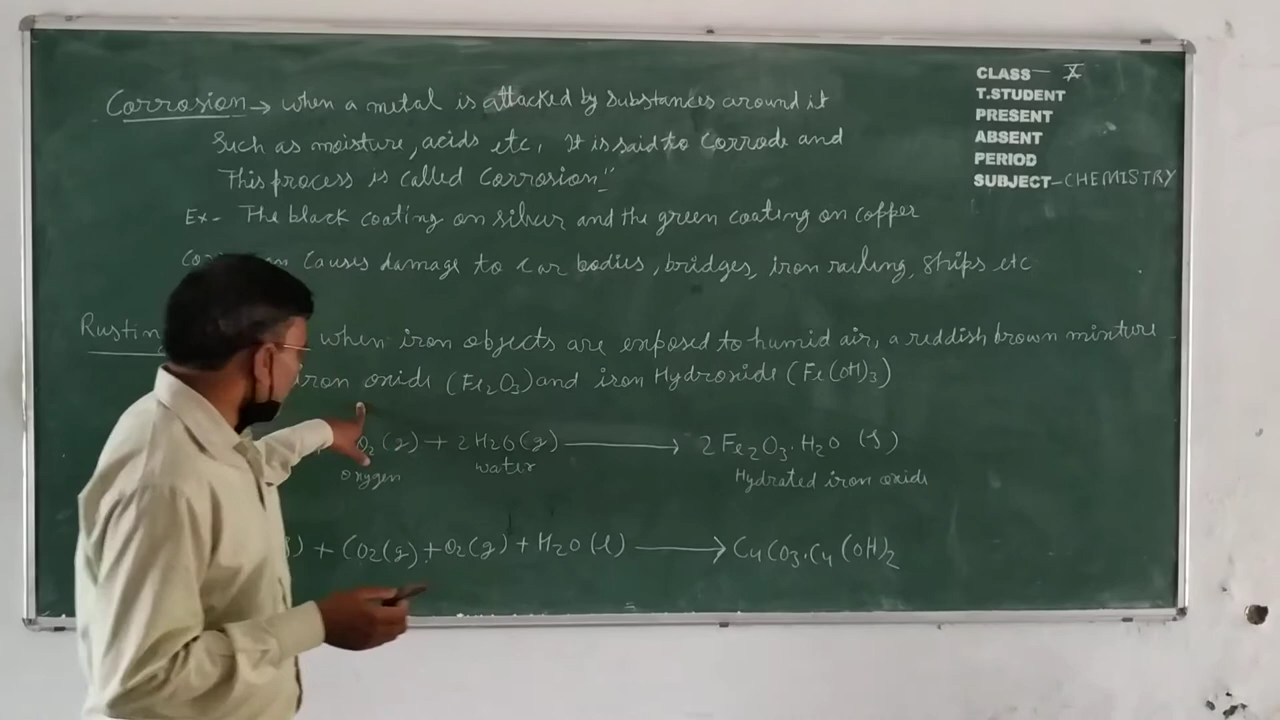 Corrosion → when a metal is attacked by substances around it
Such as moisture, acids etc, It is said to Corrode and
This process is called Corrosion"
Ex- The black coating on silver and the green coating on copper
causes damage to car bodies, bridges, iron railing, Ships etc
Rustin when iron objects are exposed to humid air, a reddish brown mixture
iron oxide (Fe2O3) and iron Hydroxide (Fe(OH)3)
O2(g) + 2H2O(g) → 2Fe2O3.H2O (s)
oxygen water Hydrated iron oxide
) + CO2(g) + O2(g) + H2O(l) → CuCO3.Cu(OH)2
CLASS - X
T.STUDENT
PRESENT
ABSENT
PERIOD
SUBJECT - CHEMISTRY